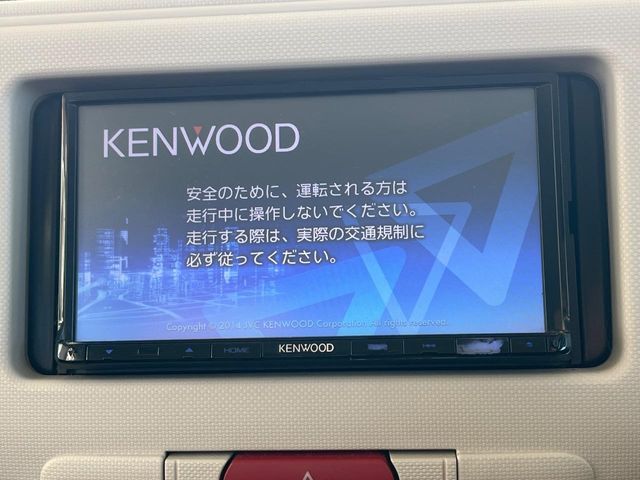 KENWOOD
安全のために、運転される方は
走行中に操作しないでください。
走行する際は、実際の交通規制に
必ず従ってください。
Copyright © 2014 JVC KENWOOD Corporation All rights reserved.
HOME
KENWOOD